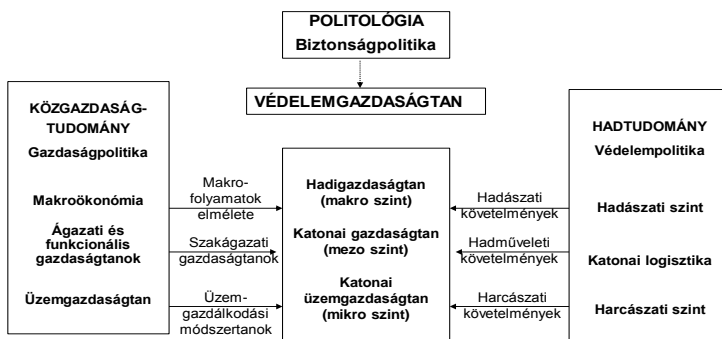 POLITOLÓGIA
Biztonságpolitika
VÉDELEMGAZDASÁGTAN
KÖZGAZDASÁG-
TUDOMÁNY
Gazdaságpolitika
Makroökonómia
Ágazati és
funkcionális
gazdaságtanok
Üzemgazdaságtan
Makro-
folyamatok
elmélete
Szakágazati
gazdaságtanok
Üzem-
gazdálkodási
módszertanok
Hadigazdaságtan
(makro szint)
Katonai gazdaságtan
(mezo szint)
Katonai
üzemgazdaságtan
(mikro szint)
Hadászati
követelmények
Hadműveleti
követelmények
Harcászati
követelmények
HADTUDOMÁNY
Védelempolitika
Hadászati szint
Katonai logisztika
Harcászati szint